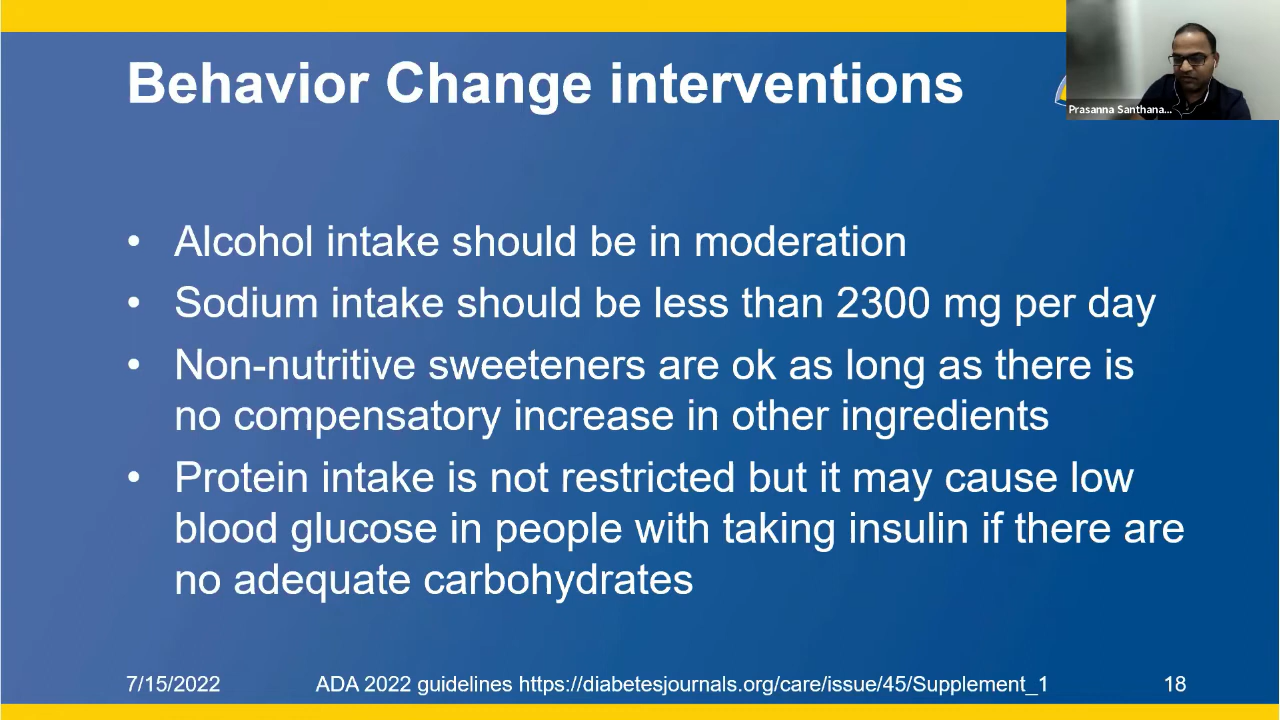 Behavior Change interventions
Prasanna Santhana...
• Alcohol intake should be in moderation
• Sodium intake should be less than 2300 mg per day
• Non-nutritive sweeteners are ok as long as there is
no compensatory increase in other ingredients
• Protein intake is not restricted but it may cause low
blood glucose in people with taking insulin if there are
no adequate carbohydrates
7/15/2022 ADA 2022 guidelines https://diabetesjournals.org/care/issue/45/Supplement_1 18